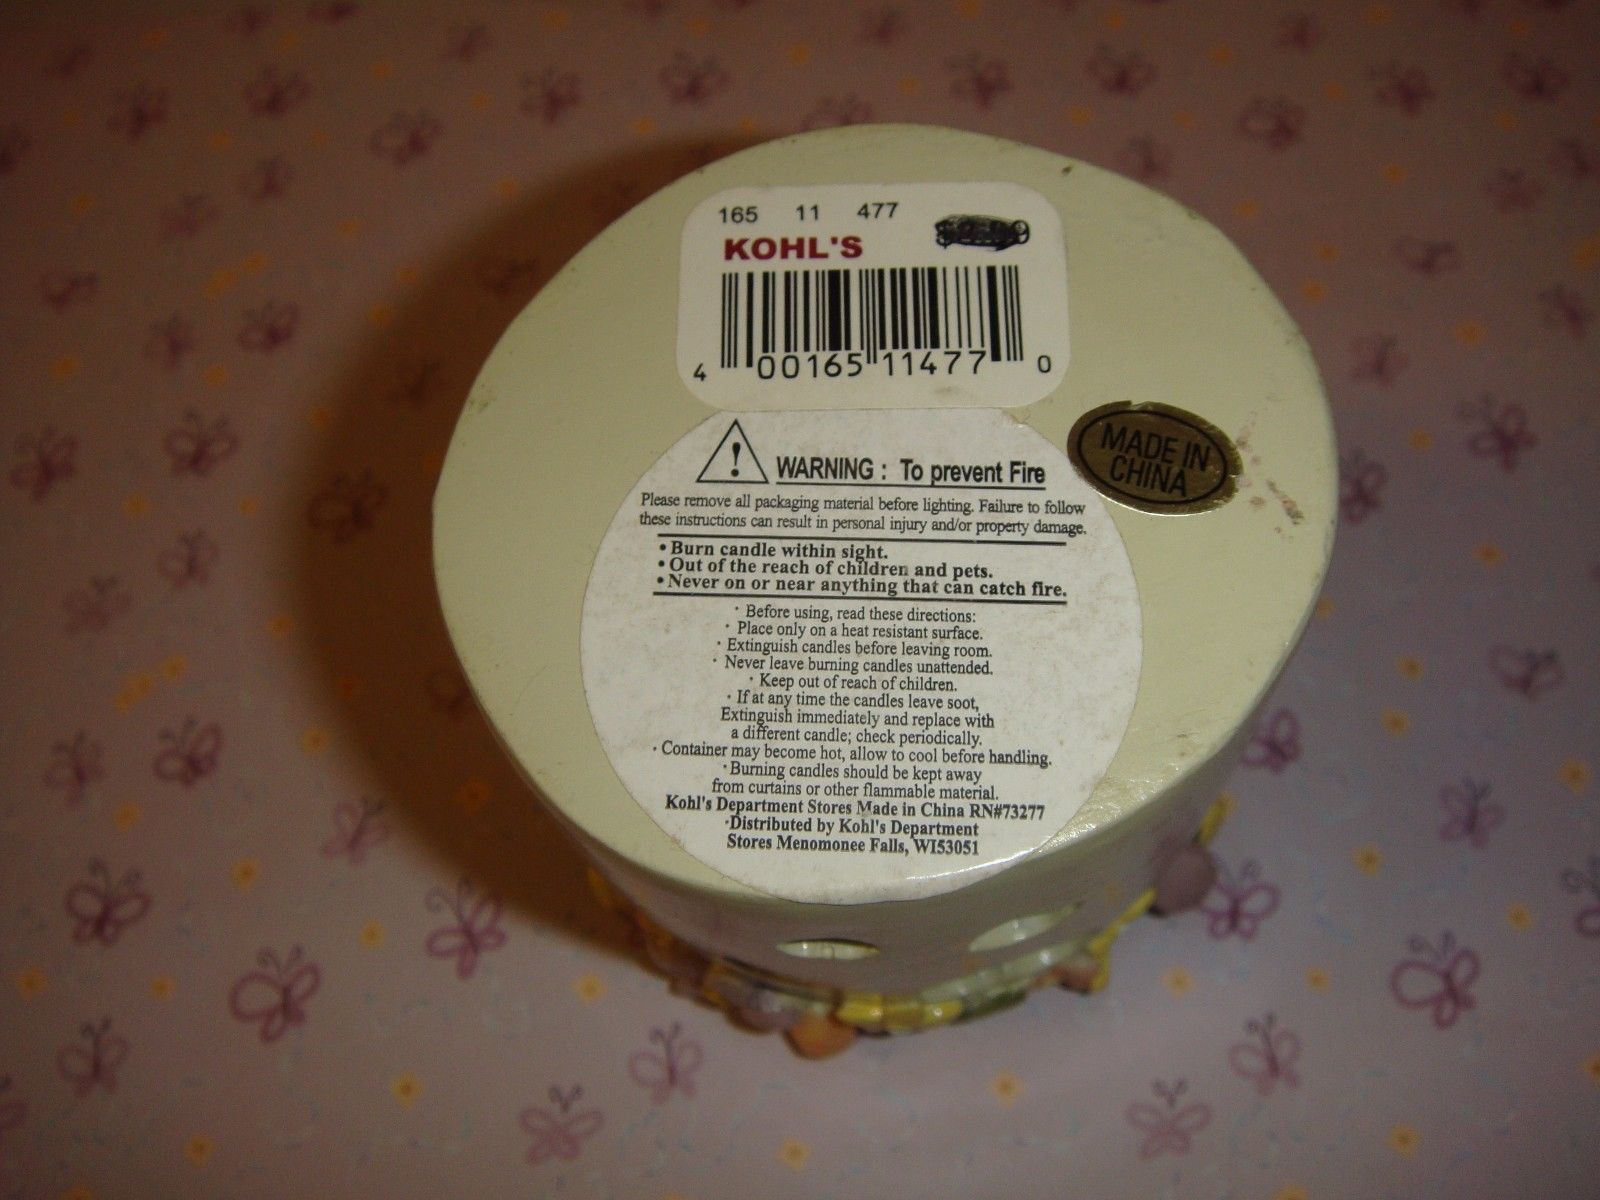 165 11 477
KOHL'S
4 00165 11477 0
MADE IN
CHINA
WARNING : To prevent Fire
Please remove all packaging material before lighting. Failure to follow
these instructions can result in personal injury and/or property damage.
• Burn candle within sight.
• Out of the reach of children and pets.
• Never on or near anything that can catch fire.
· Before using, read these directions:
· Place only on a heat resistant surface.
· Extinguish candles before leaving room.
· Never leave burning candles unattended.
· Keep out of reach of children.
· If at any time the candles leave soot,
Extinguish immediately and replace with
a different candle; check periodically.
· Container may become hot, allow to cool before handling.
· Burning candles should be kept away
from curtains or other flammable material.
Kohl's Department Stores Made in China RN#73277
·Distributed by Kohl's Department
Stores Menomonee Falls, WI53051